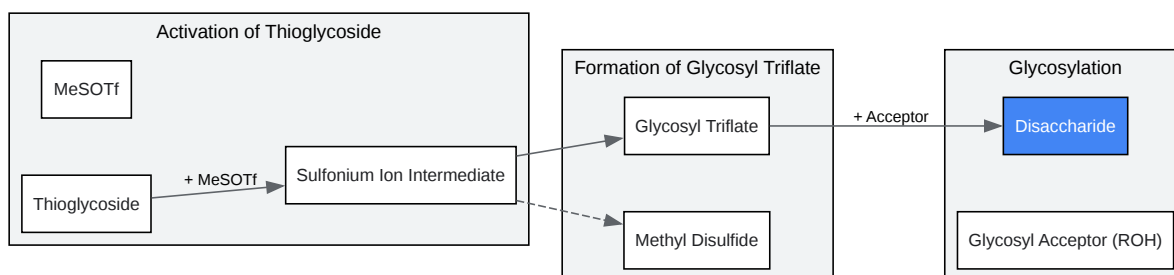 Activation of Thioglycoside
MeSOTf
Thioglycoside
+ MeSOTf
Sulfonium Ion Intermediate
Formation of Glycosyl Triflate
Glycosyl Triflate
Methyl Disulfide
+ Acceptor
Glycosylation
Disaccharide
Glycosyl Acceptor (ROH)